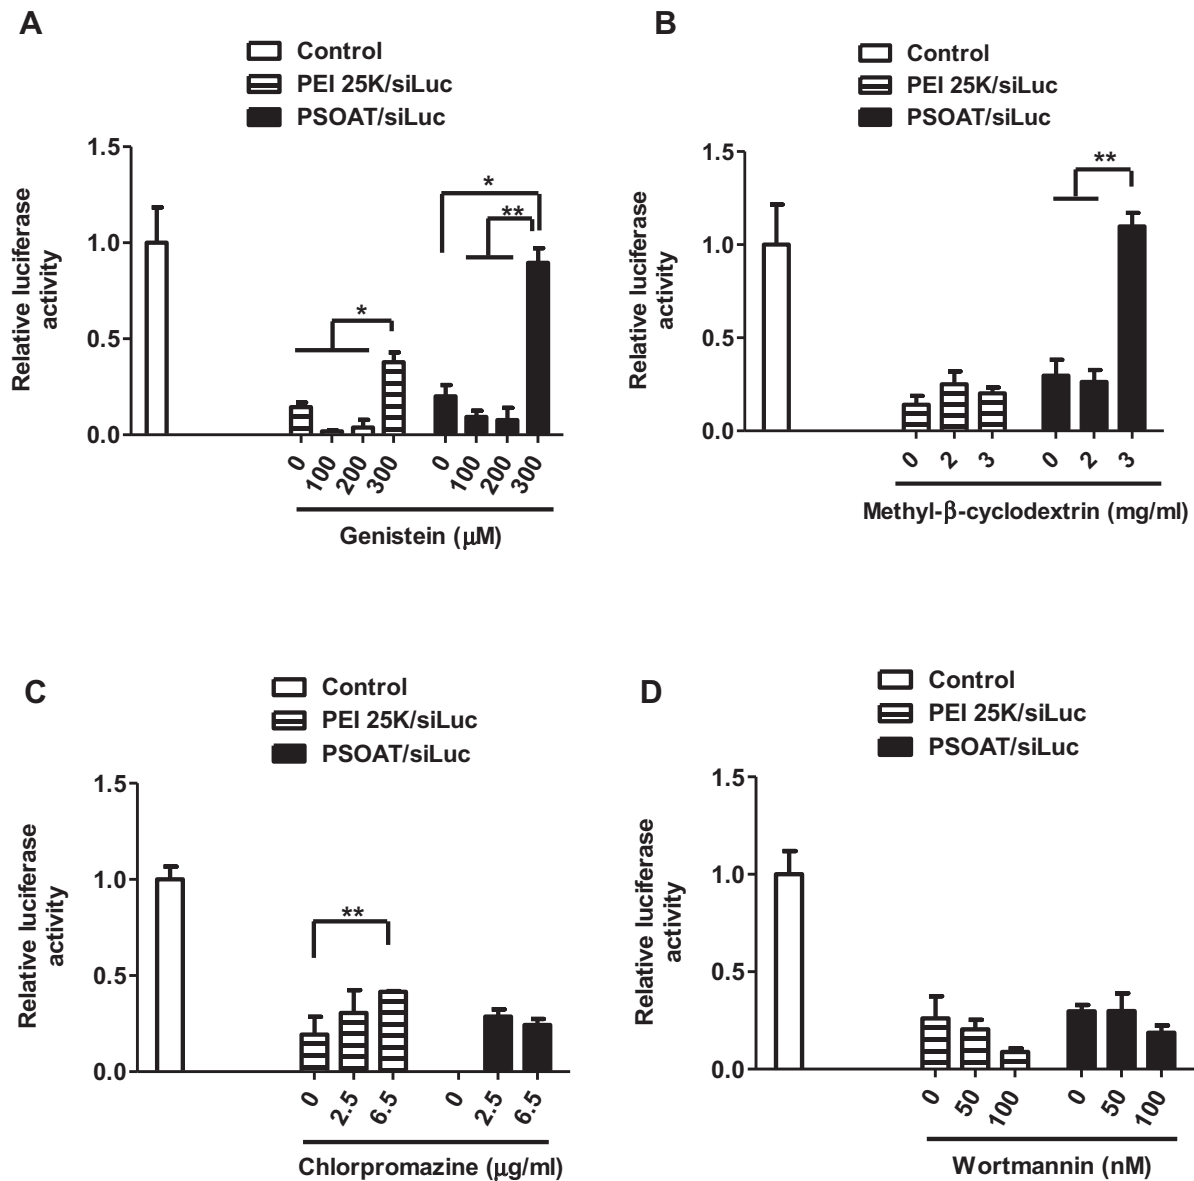 A
Control
PEI 25K/siLuc
PSOAT/siLuc
Relative luciferase
activity
1.5
1.0
0.5
0.0
*
*
**
0 100 200 300 0 100 200 300
Genistein (μM)
B
Control
PEI 25K/siLuc
PSOAT/siLuc
Relative luciferase
activity
1.5
1.0
0.5
0.0
**
0 2 3 0 2 3
Methyl-β-cyclodextrin (mg/ml)
C
Control
PEI 25K/siLuc
PSOAT/siLuc
Relative luciferase
activity
1.5
1.0
0.5
0.0
**
0 2.5 6.5 0 2.5 6.5
Chlorpromazine (μg/ml)
D
Control
PEI 25K/siLuc
PSOAT/siLuc
Relative luciferase
activity
1.5
1.0
0.5
0.0
0 50 100 0 50 100
Wortmannin (nM)